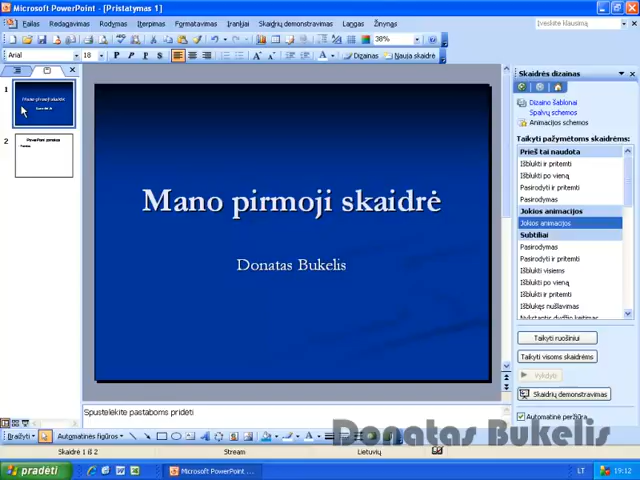 Microsoft PowerPoint - [Pristatymas 1]
Failas Redagavimas Rodymas Įterpimas Formatavimas Įrankiai Skaidrių demonstravimas Langas Žinynas
Įveskite klausimą
38%
Arial 18 Dizainas Nauja skaidrė
Skaidrės dizainas
Dizaino šablonai
Spalvų schemos
Animacijos schemos
Taikyti pažymėtoms skaidrėms:
Prieš tai naudota
Išblukti ir pritemti
Išblukti po vieną
Pasirodyti ir pritemti
Pasirodymas
Jokios animacijos
Jokios animacijos
Subtiliai
Pasirodymas
Pasirodyti ir pritemti
Išblukti visiems
Išblukti po vieną
Išblukti ir pritemti
Išblukęs nušlavimas
Taikyti ruošiniui
Taikyti visoms skaidrėms
Vykdyti
Skaidrių demonstravimas
Automatinė peržiūra
1
Mano pirmoji skaidrė
2
Mano pirmoji skaidrė
Donatas Bukelis
Spustelėkite pastaboms pridėti
Donatas Bukelis
Braižyti Automatinės figūros
Skaidrė 1 iš 2 Stream Lietuvių
pradėti Microsoft PowerPoint ... LT 19:12